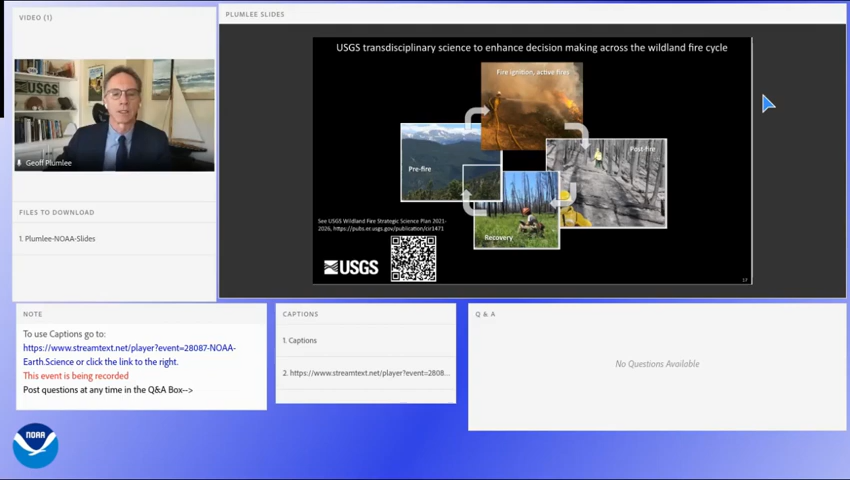 VIDEO (1)
USGS
Geoff Plumlee
FILES TO DOWNLOAD
1. Plumlee-NOAA-Slides
PLUMLEE SLIDES
USGS transdisciplinary science to enhance decision making across the wildland fire cycle
Fire ignition, active fires
Pre-fire
Post-fire
Recovery
See USGS Wildland Fire Strategic Science Plan 2021-
2026, https://pubs.er.usgs.gov/publication/cir1471
USGS
17
NOTE
To use Captions go to:
https://www.streamtext.net/player?event=28087-NOAA-
Earth.Science or click the link to the right.
This event is being recorded
Post questions at any time in the Q&A Box-->
CAPTIONS
1. Captions
2. https://www.streamtext.net/player?event=2808...
Q & A
No Questions Available
NOAA